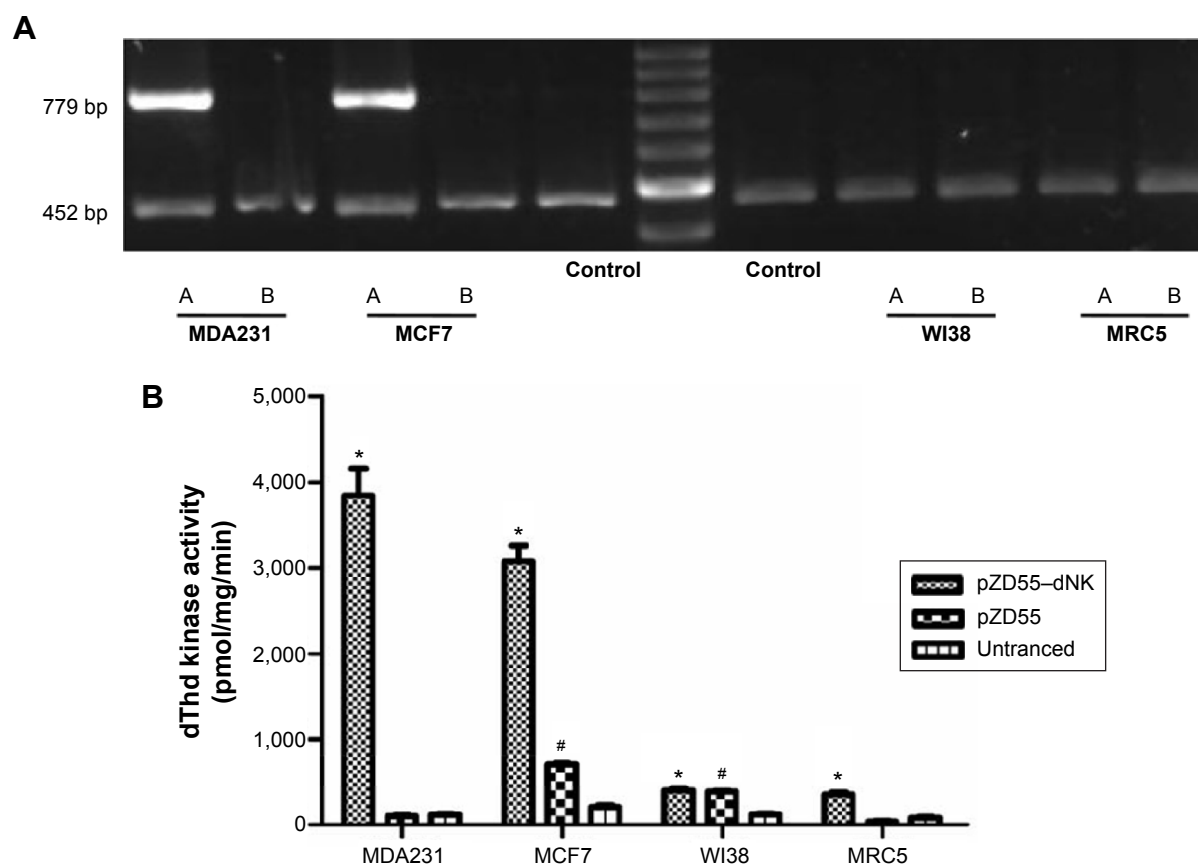 A
779 bp
452 bp
Control Control
A B A B A B A B
MDA231 MCF7 WI38 MRC5
B
dThd kinase activity
(pmol/mg/min)
5,000
4,000
3,000
2,000
1,000
0
*
*
#
* #
*
pZD55–dNK
pZD55
Untranced
MDA231 MCF7 WI38 MRC5